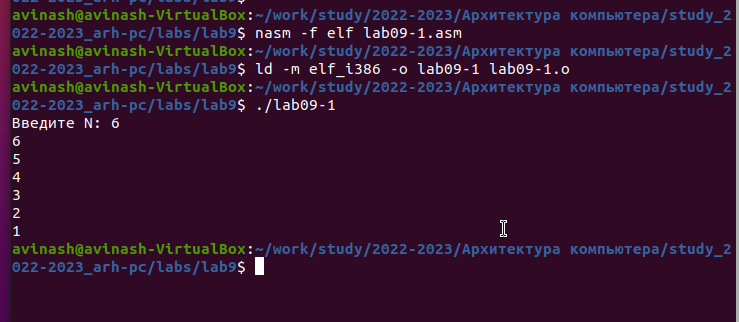 avinash@avinash-VirtualBox:~/work/study/2022-2023/Архитектура компьютера/study_2
022-2023_arh-pc/labs/lab9$ nasm -f elf lab09-1.asm
avinash@avinash-VirtualBox:~/work/study/2022-2023/Архитектура компьютера/study_2
022-2023_arh-pc/labs/lab9$ ld -m elf_i386 -o lab09-1 lab09-1.o
avinash@avinash-VirtualBox:~/work/study/2022-2023/Архитектура компьютера/study_2
022-2023_arh-pc/labs/lab9$ ./lab09-1
Введите N: 6
6
5
4
3
2
1
avinash@avinash-VirtualBox:~/work/study/2022-2023/Архитектура компьютера/study_2
022-2023_arh-pc/labs/lab9$